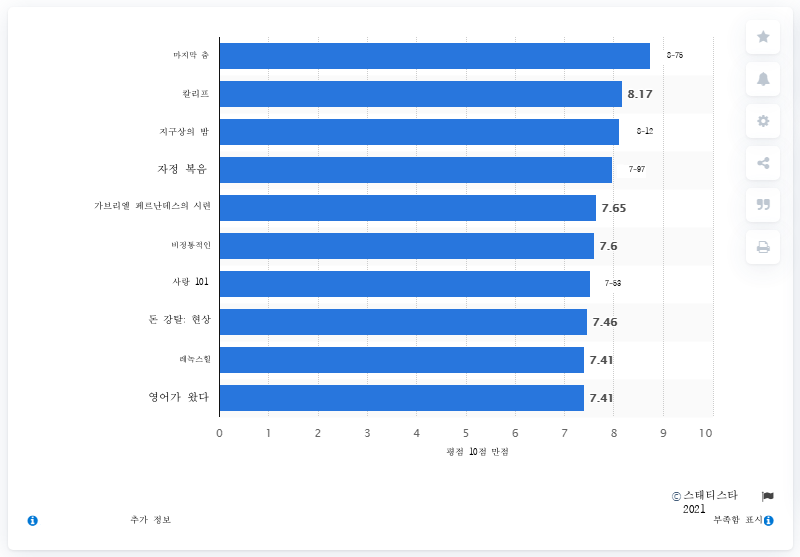 마지막 춤 8-75
칼리프 8.17
지구상의 밤 8-12
자정 복음 7-97
가브리엘 페르난데스의 시련 7.65
비정통적인 7.6
사랑 101 7-53
돈 강탈: 현상 7.46
래녹스힐 7.41
영어가 왔다 7.41
0 1 2 3 4 5 6 7 8 9 10
평점 10점 만점
© 스태티스타
2021
추가 정보 부족함 표시